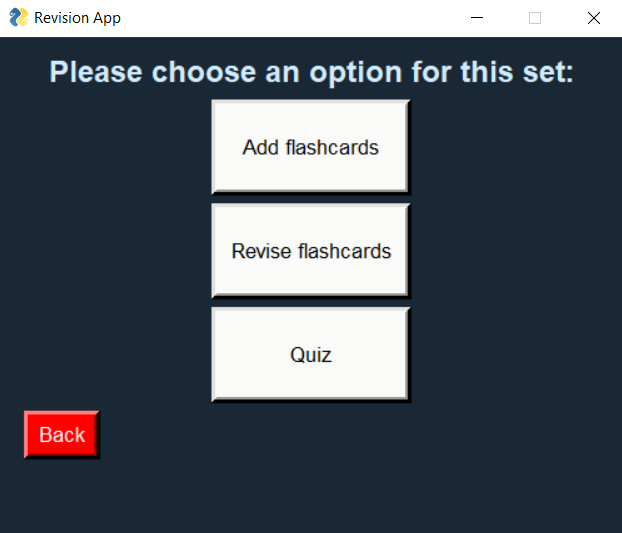 Revision App
Please choose an option for this set:
Add flashcards
Revise flashcards
Quiz
Back